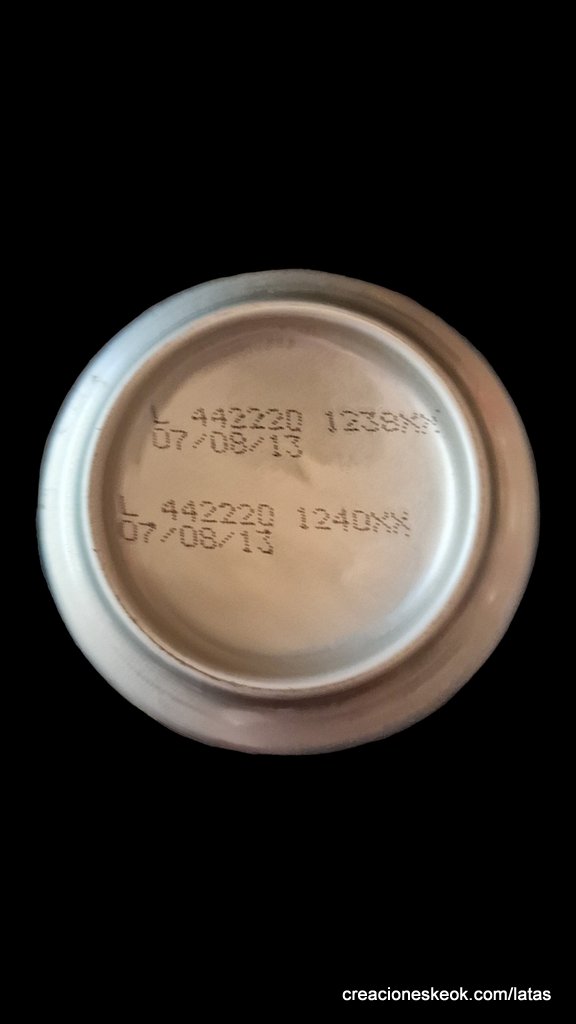 L 442220 1238XX
07/08/13
L 442220 1240XX
07/08/13
creacioneskeok.com/latas